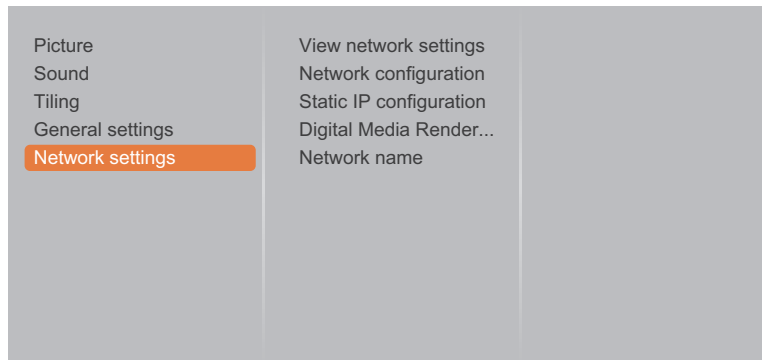 Picture
Sound
Tiling
General settings
Network settings
View network settings
Network configuration
Static IP configuration
Digital Media Render...
Network name